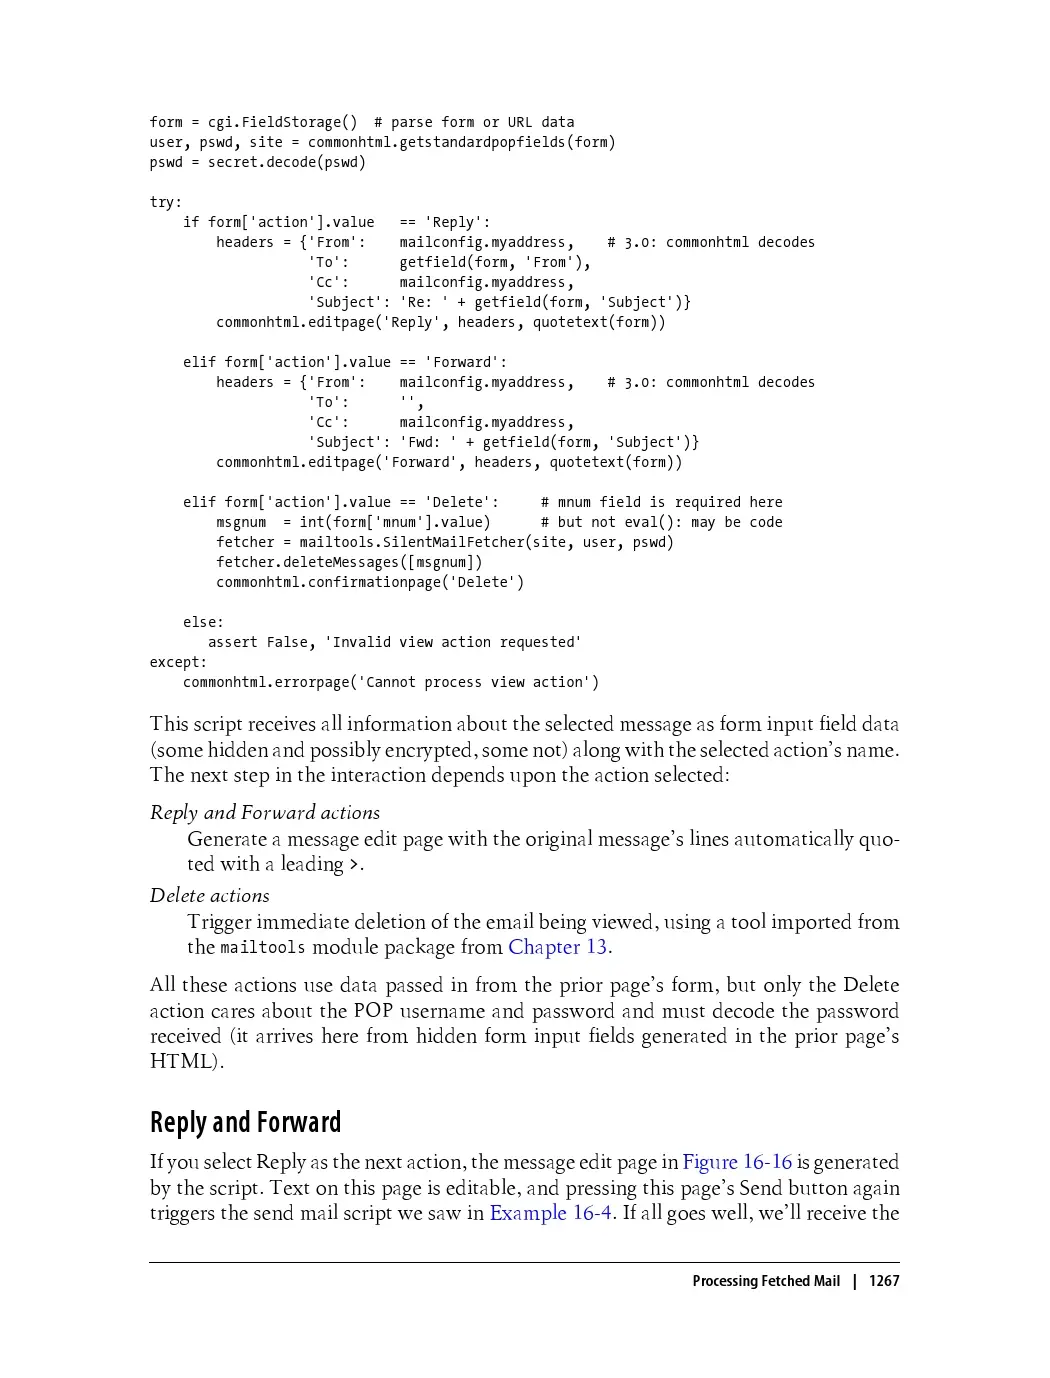 form = cgi.FieldStorage()  # parse form or URL data
user, pswd, site = commonhtml.getstandardpopfields(form)
pswd = secret.decode(pswd)

try:
    if form['action'].value   == 'Reply':
        headers = {'From':    mailconfig.myaddress,    # 3.0: commonhtml decodes
                   'To':      getfield(form, 'From'),
                   'Cc':      mailconfig.myaddress,
                   'Subject': 'Re: ' + getfield(form, 'Subject')}
        commonhtml.editpage('Reply', headers, quotetext(form))

    elif form['action'].value == 'Forward':
        headers = {'From':    mailconfig.myaddress,    # 3.0: commonhtml decodes
                   'To':      '',
                   'Cc':      mailconfig.myaddress,
                   'Subject': 'Fwd: ' + getfield(form, 'Subject')}
        commonhtml.editpage('Forward', headers, quotetext(form))

    elif form['action'].value == 'Delete':     # mnum field is required here
        msgnum  = int(form['mnum'].value)      # but not eval(): may be code
        fetcher = mailtools.SilentMailFetcher(site, user, pswd)
        fetcher.deleteMessages([msgnum])
        commonhtml.confirmationpage('Delete')

    else:
       assert False, 'Invalid view action requested'
except:
    commonhtml.errorpage('Cannot process view action')

This script receives all information about the selected message as form input field data
(some hidden and possibly encrypted, some not) along with the selected action's name.
The next step in the interaction depends upon the action selected:
Reply and Forward actions
Generate a message edit page with the original message's lines automatically quo-
ted with a leading >.
Delete actions
Trigger immediate deletion of the email being viewed, using a tool imported from
the mailtools module package from Chapter 13.
All these actions use data passed in from the prior page's form, but only the Delete
action cares about the POP username and password and must decode the password
received (it arrives here from hidden form input fields generated in the prior page's
HTML).
Reply and Forward
If you select Reply as the next action, the message edit page in Figure 16-16 is generated
by the script. Text on this page is editable, and pressing this page's Send button again
triggers the send mail script we saw in Example 16-4. If all goes well, we'll receive the
Processing Fetched Mail | 1267